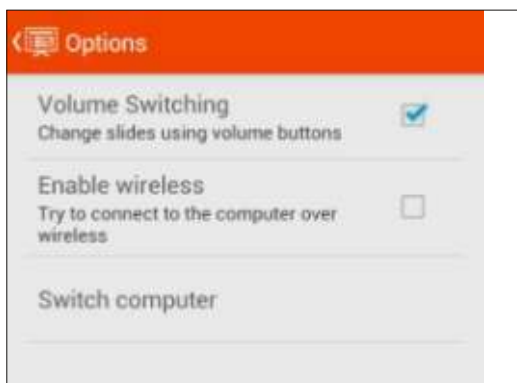 Options
Volume Switching
Change slides using volume buttons
Enable wireless
Try to connect to the computer over
wireless
Switch computer